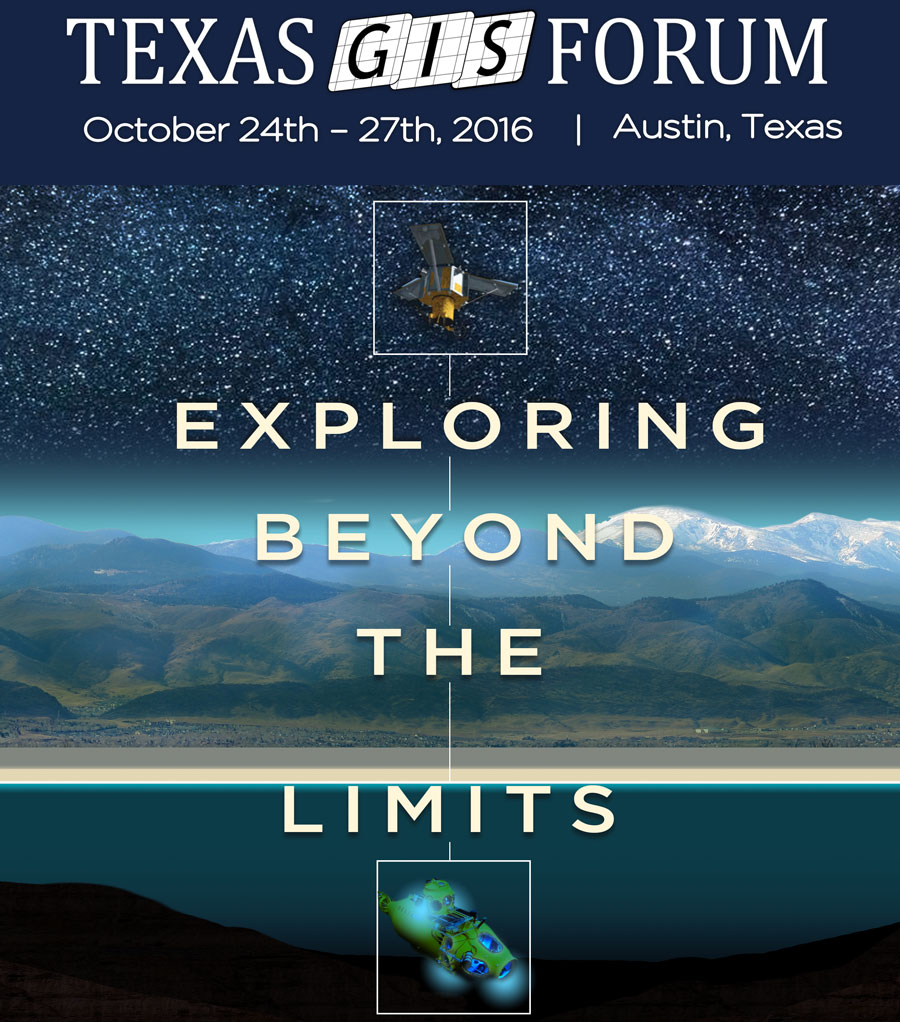 TEXAS GIS FORUM
October 24th – 27th, 2016 | Austin, Texas
EXPLORING
BEYOND
THE
LIMITS